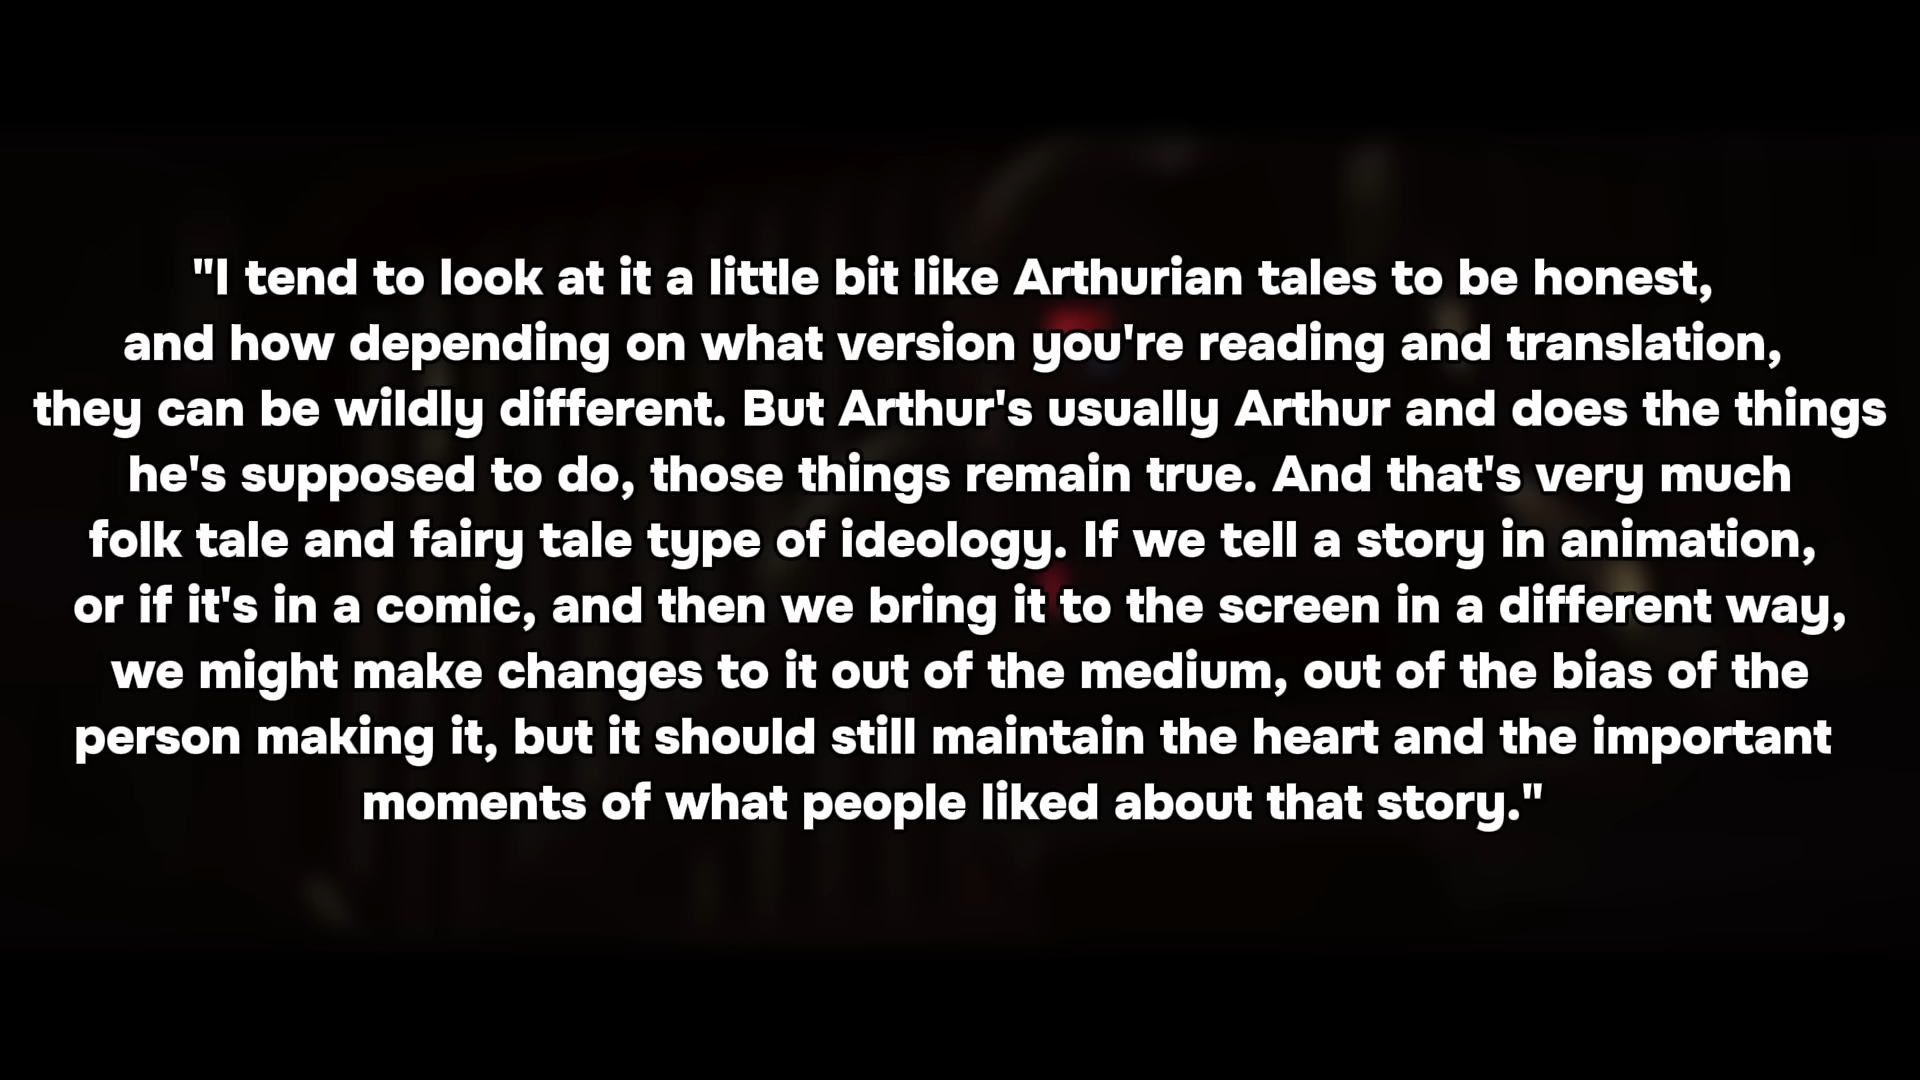 "I tend to look at it a little bit like Arthurian tales to be honest,
and how depending on what version you're reading and translation,
they can be wildly different. But Arthur's usually Arthur and does the things
he's supposed to do, those things remain true. And that's very much
folk tale and fairy tale type of ideology. If we tell a story in animation,
or if it's in a comic, and then we bring it to the screen in a different way,
we might make changes to it out of the medium, out of the bias of the
person making it, but it should still maintain the heart and the important
moments of what people liked about that story."